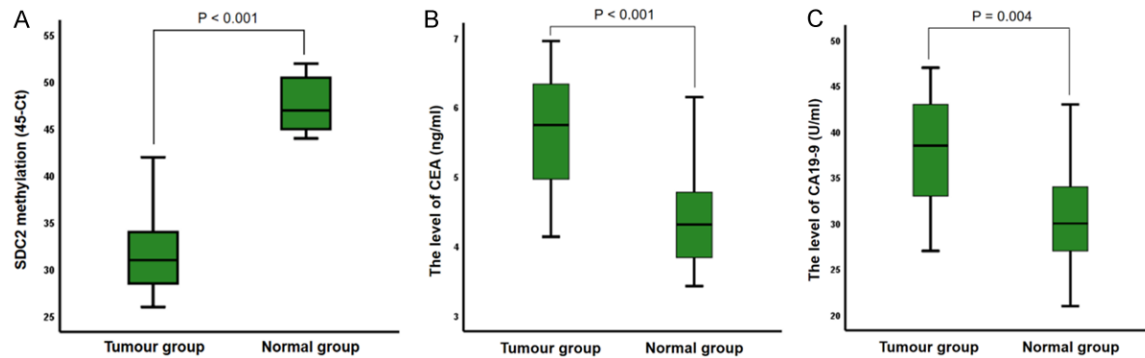 A
P < 0.001
SDC2 methylation (45-Ct)
55
50
45
40
35
30
25
Tumour group
Normal group
B
P < 0.001
The level of CEA (ng/ml)
7
6
5
4
3
Tumour group
Normal group
C
P = 0.004
The level of CA19-9 (U/ml)
50
45
40
35
30
25
20
Tumour group
Normal group